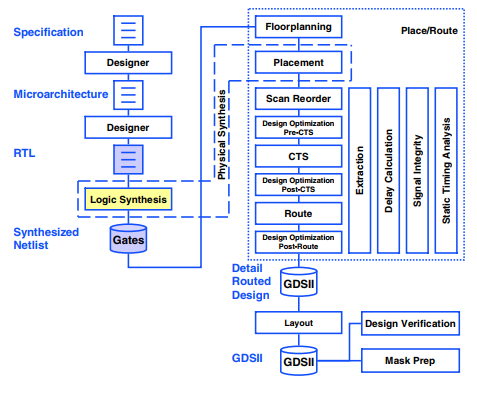 Specification
Designer
Microarchitecture
Designer
RTL
Logic Synthesis
Synthesized
Netlist
Gates
Physical Synthesis
Place/Route
Floorplanning
Placement
Scan Reorder
Design Optimization
Pre-CTS
CTS
Design Optimization
Post-CTS
Route
Design Optimization
Post-Route
Extraction
Delay Calculation
Signal Integrity
Static Timing Analysis
Detail
Routed
Design
GDSII
Layout
GDSII
GDSII
Design Verification
Mask Prep